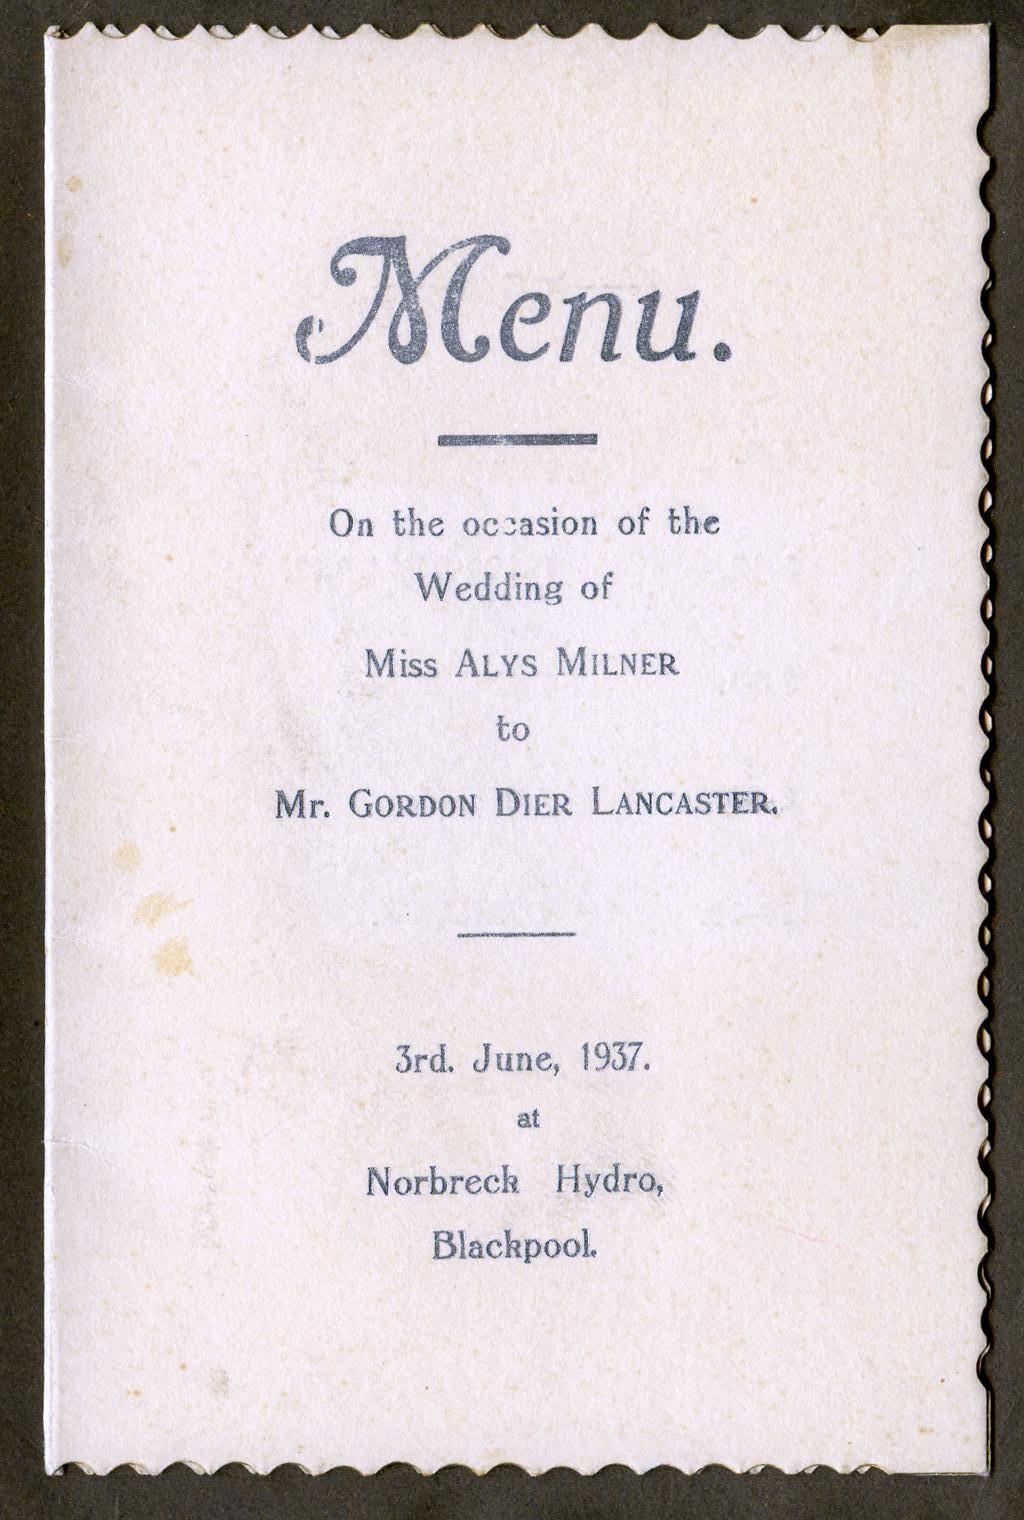 Menu.
On the occasion of the
Wedding of
Miss ALYS MILNER
to
Mr. GORDON DIER LANCASTER.
3rd. June, 1937.
at
Norbreck Hydro,
Blackpool.